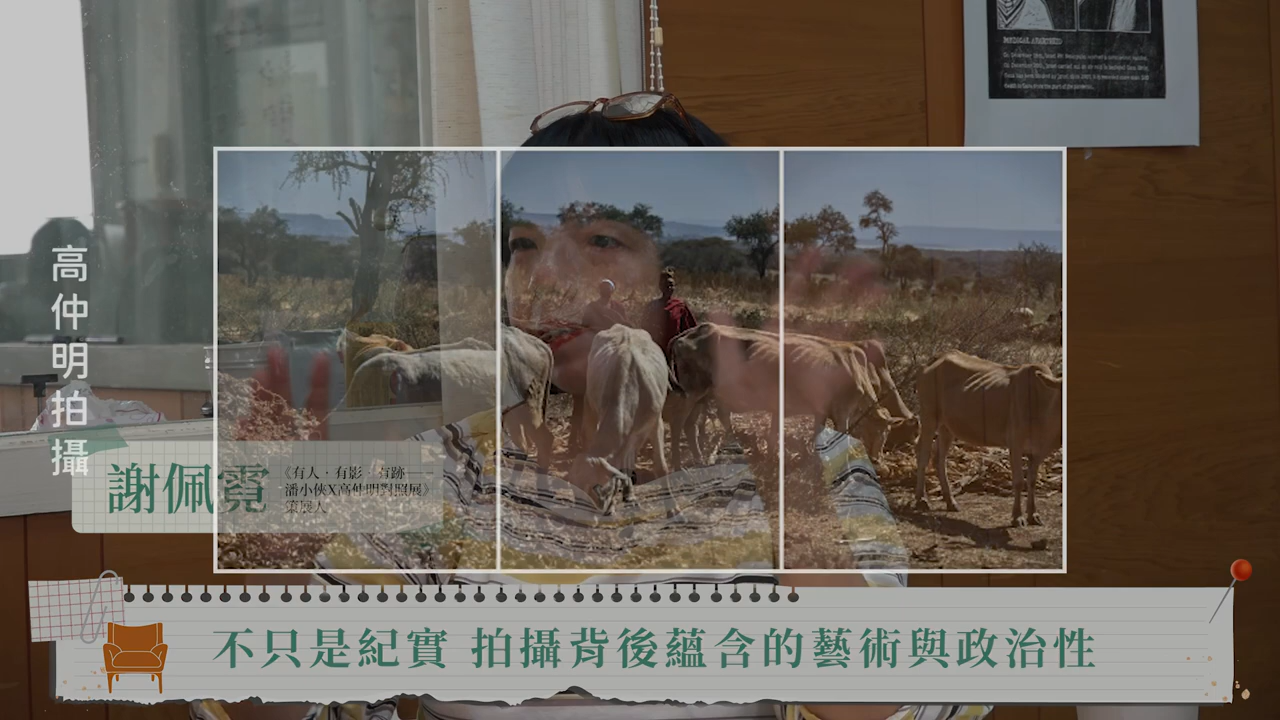 MEDICAL APARTHEID
高仲明拍攝
謝佩霓
《有人・有影・有跡——
潘小俠X高仲明對照展》
策展人
不只是紀實 拍攝背後蘊含的藝術與政治性